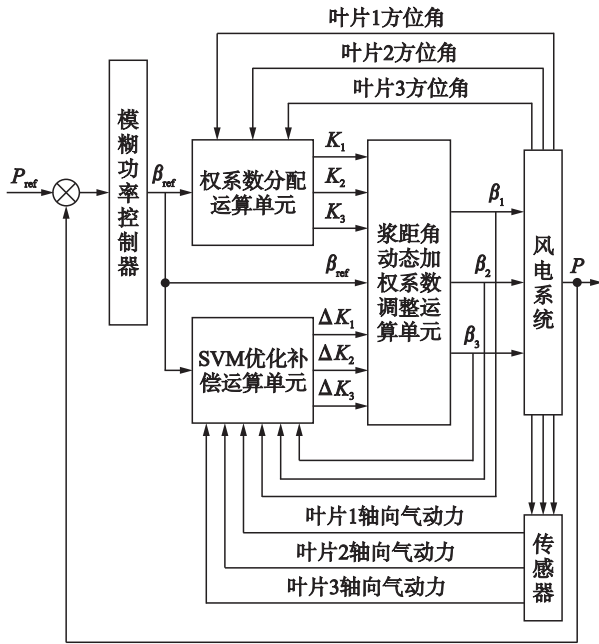 叶片1方位角
叶片2方位角
叶片3方位角
模糊功率控制器
P_ref
β_ref
权系数分配
运算单元
K_1
K_2
K_3
β_ref
浆距角
动态加
权系数
调整运
算单元
β_1
β_2
β_3
风电系统
P
SVM优化补
偿运算单元
ΔK_1
ΔK_2
ΔK_3
叶片1轴向气动力
叶片2轴向气动力
叶片3轴向气动力
传感器